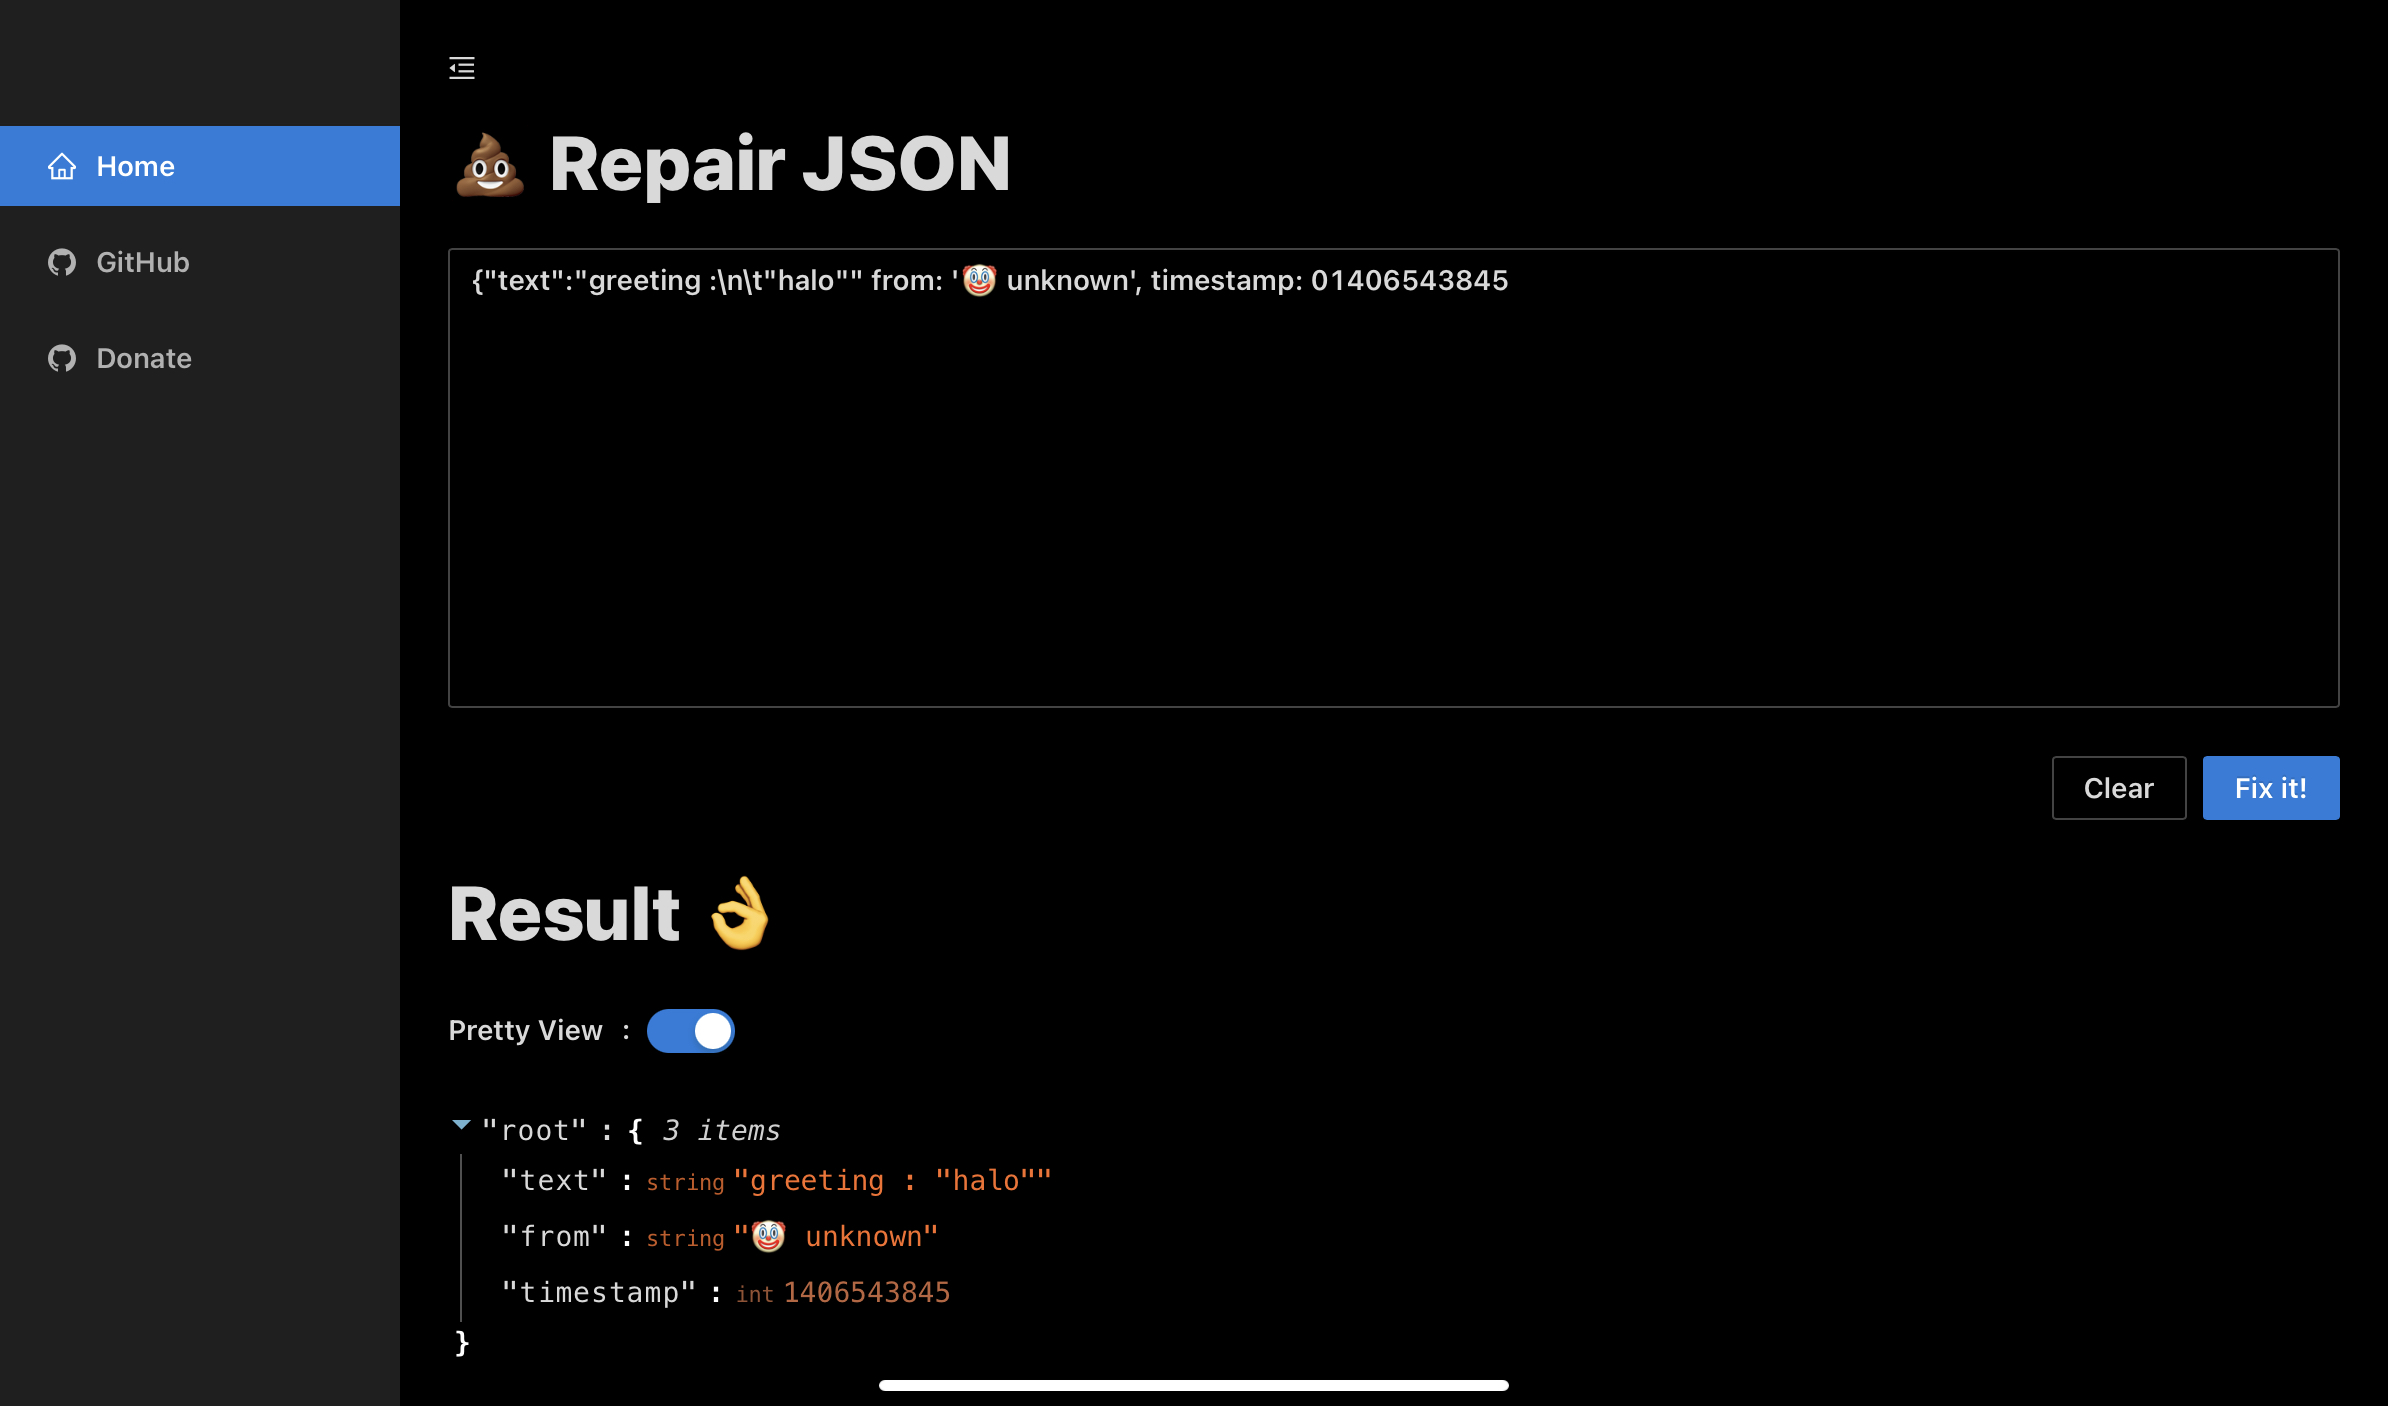 Home
GitHub
Donate
💩 Repair JSON
{"text":"greeting :\n\t"halo"" from: '🤡 unknown', timestamp: 01406543845
Clear
Fix it!
Result 👌
Pretty View :
"root" : { 3 items
"text" : string "greeting : "halo""
"from" : string "🤡 unknown"
"timestamp" : int 1406543845
}